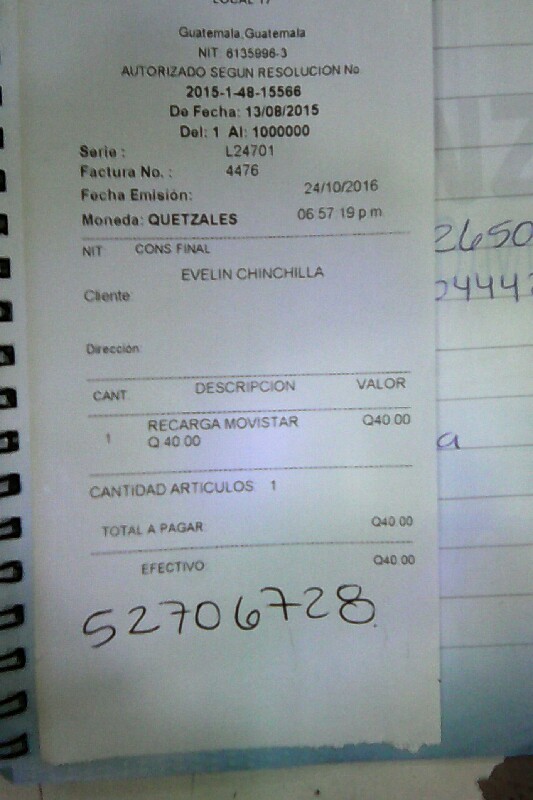 LOCAL 17
Guatemala, Guatemala
NIT: 6135996-3
AUTORIZADO SEGUN RESOLUCION No
2015-1-48-15566
De Fecha: 13/08/2015
Del: 1 Al: 1000000
Serie : L24701
Factura No. : 4476
Fecha Emisión: 24/10/2016
Moneda: QUETZALES 06:57:19 p m
NIT CONS FINAL
EVELIN CHINCHILLA
Cliente:
Dirección:
CANT DESCRIPCION VALOR
1 RECARGA MOVISTAR Q40.00
Q 40.00
CANTIDAD ARTICULOS 1
TOTAL A PAGAR Q40.00
EFECTIVO Q40.00
52706728
2650
04442
a